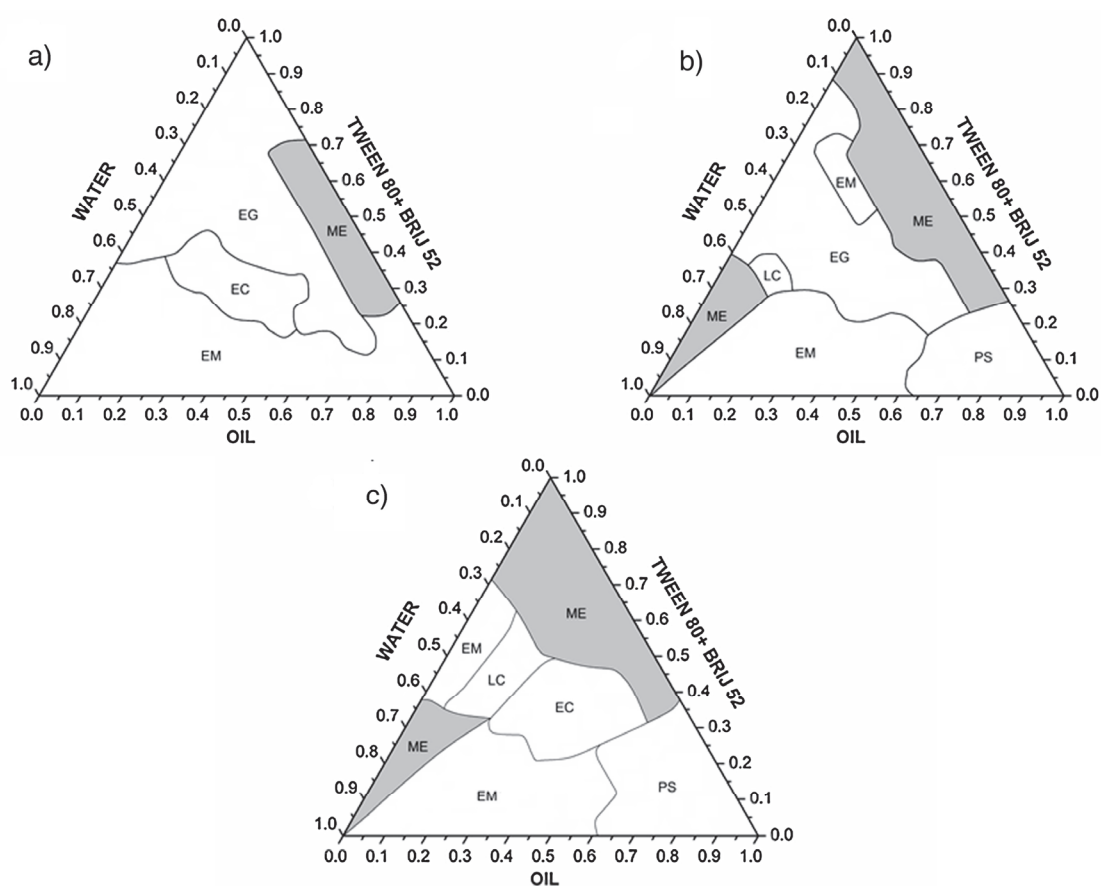 a)
0.0 1.0
0.1 0.9
0.2 0.8
0.3 0.7
0.4 0.6
0.5 0.5
0.6 0.4
0.7 0.3
0.8 0.2
0.9 0.1
1.0 0.0
WATER
TWEEN 80+ BRIJ 52
EG
ME
EC
EM
0.0 0.1 0.2 0.3 0.4 0.5 0.6 0.7 0.8 0.9 1.0
OIL
b)
0.0 1.0
0.1 0.9
0.2 0.8
0.3 0.7
0.4 0.6
0.5 0.5
0.6 0.4
0.7 0.3
0.8 0.2
0.9 0.1
1.0 0.0
WATER
TWEEN 80+ BRIJ 52
EM
ME
EG
LC
ME
EM
PS
0.0 0.1 0.2 0.3 0.4 0.5 0.6 0.7 0.8 0.9 1.0
OIL
c)
0.0 1.0
0.1 0.9
0.2 0.8
0.3 0.7
0.4 0.6
0.5 0.5
0.6 0.4
0.7 0.3
0.8 0.2
0.9 0.1
1.0 0.0
WATER
TWEEN 80+ BRIJ 52
ME
EM
LC
EC
ME
EM
PS
0.0 0.1 0.2 0.3 0.4 0.5 0.6 0.7 0.8 0.9 1.0
OIL